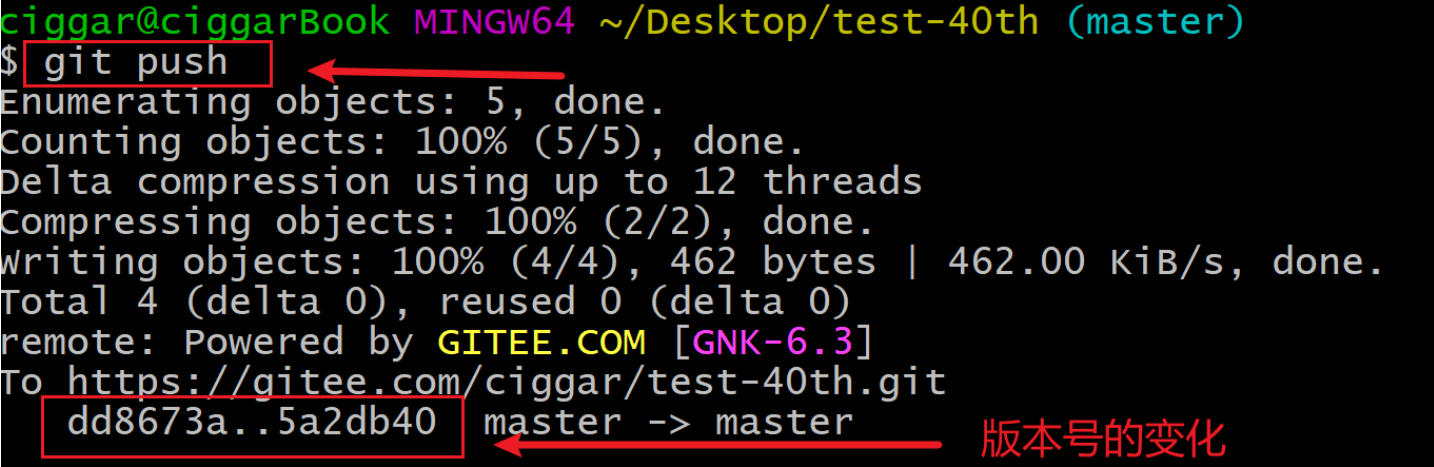 ciggar@ciggarBook MINGW64 ~/Desktop/test-40th (master)
$ git push
Enumerating objects: 5, done.
Counting objects: 100% (5/5), done.
Delta compression using up to 12 threads
Compressing objects: 100% (2/2), done.
Writing objects: 100% (4/4), 462 bytes | 462.00 KiB/s, done.
Total 4 (delta 0), reused 0 (delta 0)
remote: Powered by GITEE.COM [GNK-6.3]
To https://gitee.com/ciggar/test-40th.git
dd8673a..5a2db40 master -> master 版本号的变化